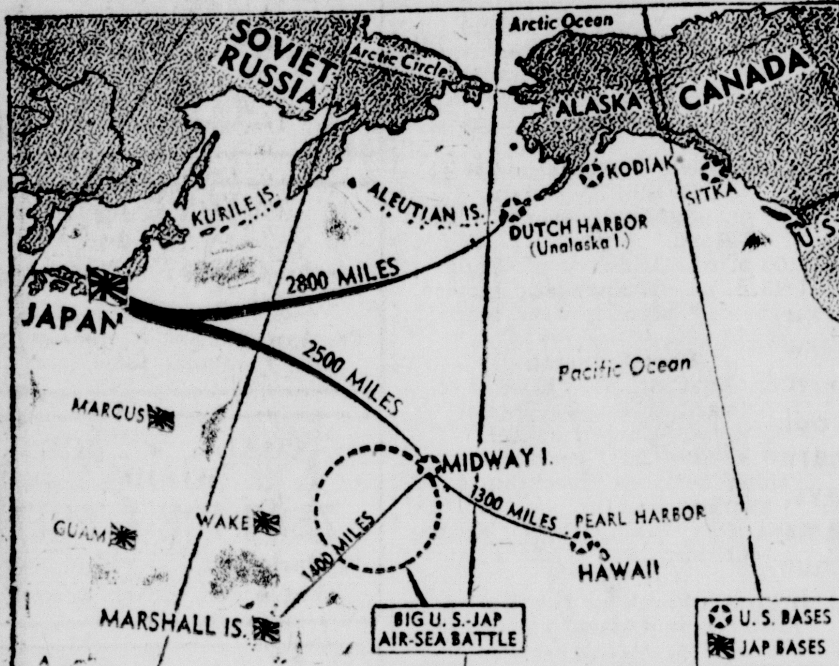 Arctic Ocean
SOVIET
RUSSIA
Arctic Circle
ALASKA
CANADA
KODIAK
SITKA
KURILE IS.
ALEUTIAN IS.
DUTCH HARBOR
(Unalaska I.)
U S
2800 MILES
JAPAN
2500 MILES
Pacific Ocean
MARCUS
MIDWAY I.
1300 MILES
WAKE
GUAM
PEARL HARBOR
1400 MILES
HAWAII
MARSHALL IS.
BIG U. S.-JAP
AIR-SEA BATTLE
U.S. BASES
JAP BASES